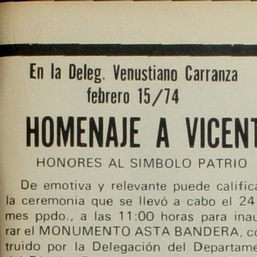 En la Deleg. Venustiano Carranza
febrero 15/74
HOMENAJE A VICENT
HONORES AL SIMBOLO PATRIO
De emotiva y relevante puede califica
la ceremonia que se llevó a cabo el 24
mes ppdo., a las 11:00 horas para inau
rar el MONUMENTO ASTA BANDERA, co
truido por la Delegación del Departame